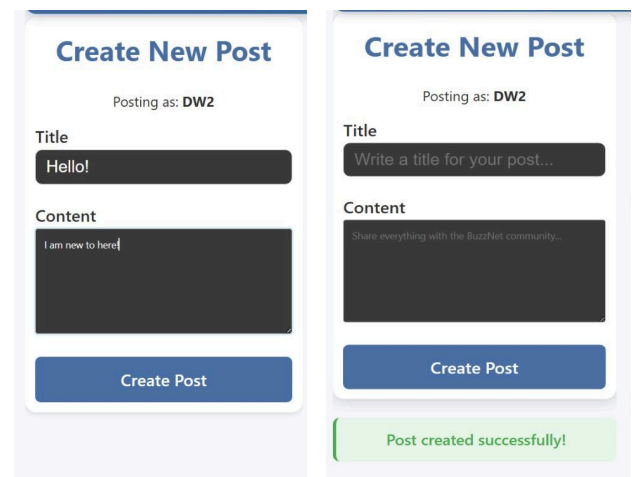 Create New Post
Posting as: DW2
Title
Hello!
Content
I am new to here!
Create Post
Create New Post
Posting as: DW2
Title
Write a title for your post...
Content
Share everything with the BuzzNet community...
Create Post
Post created successfully!